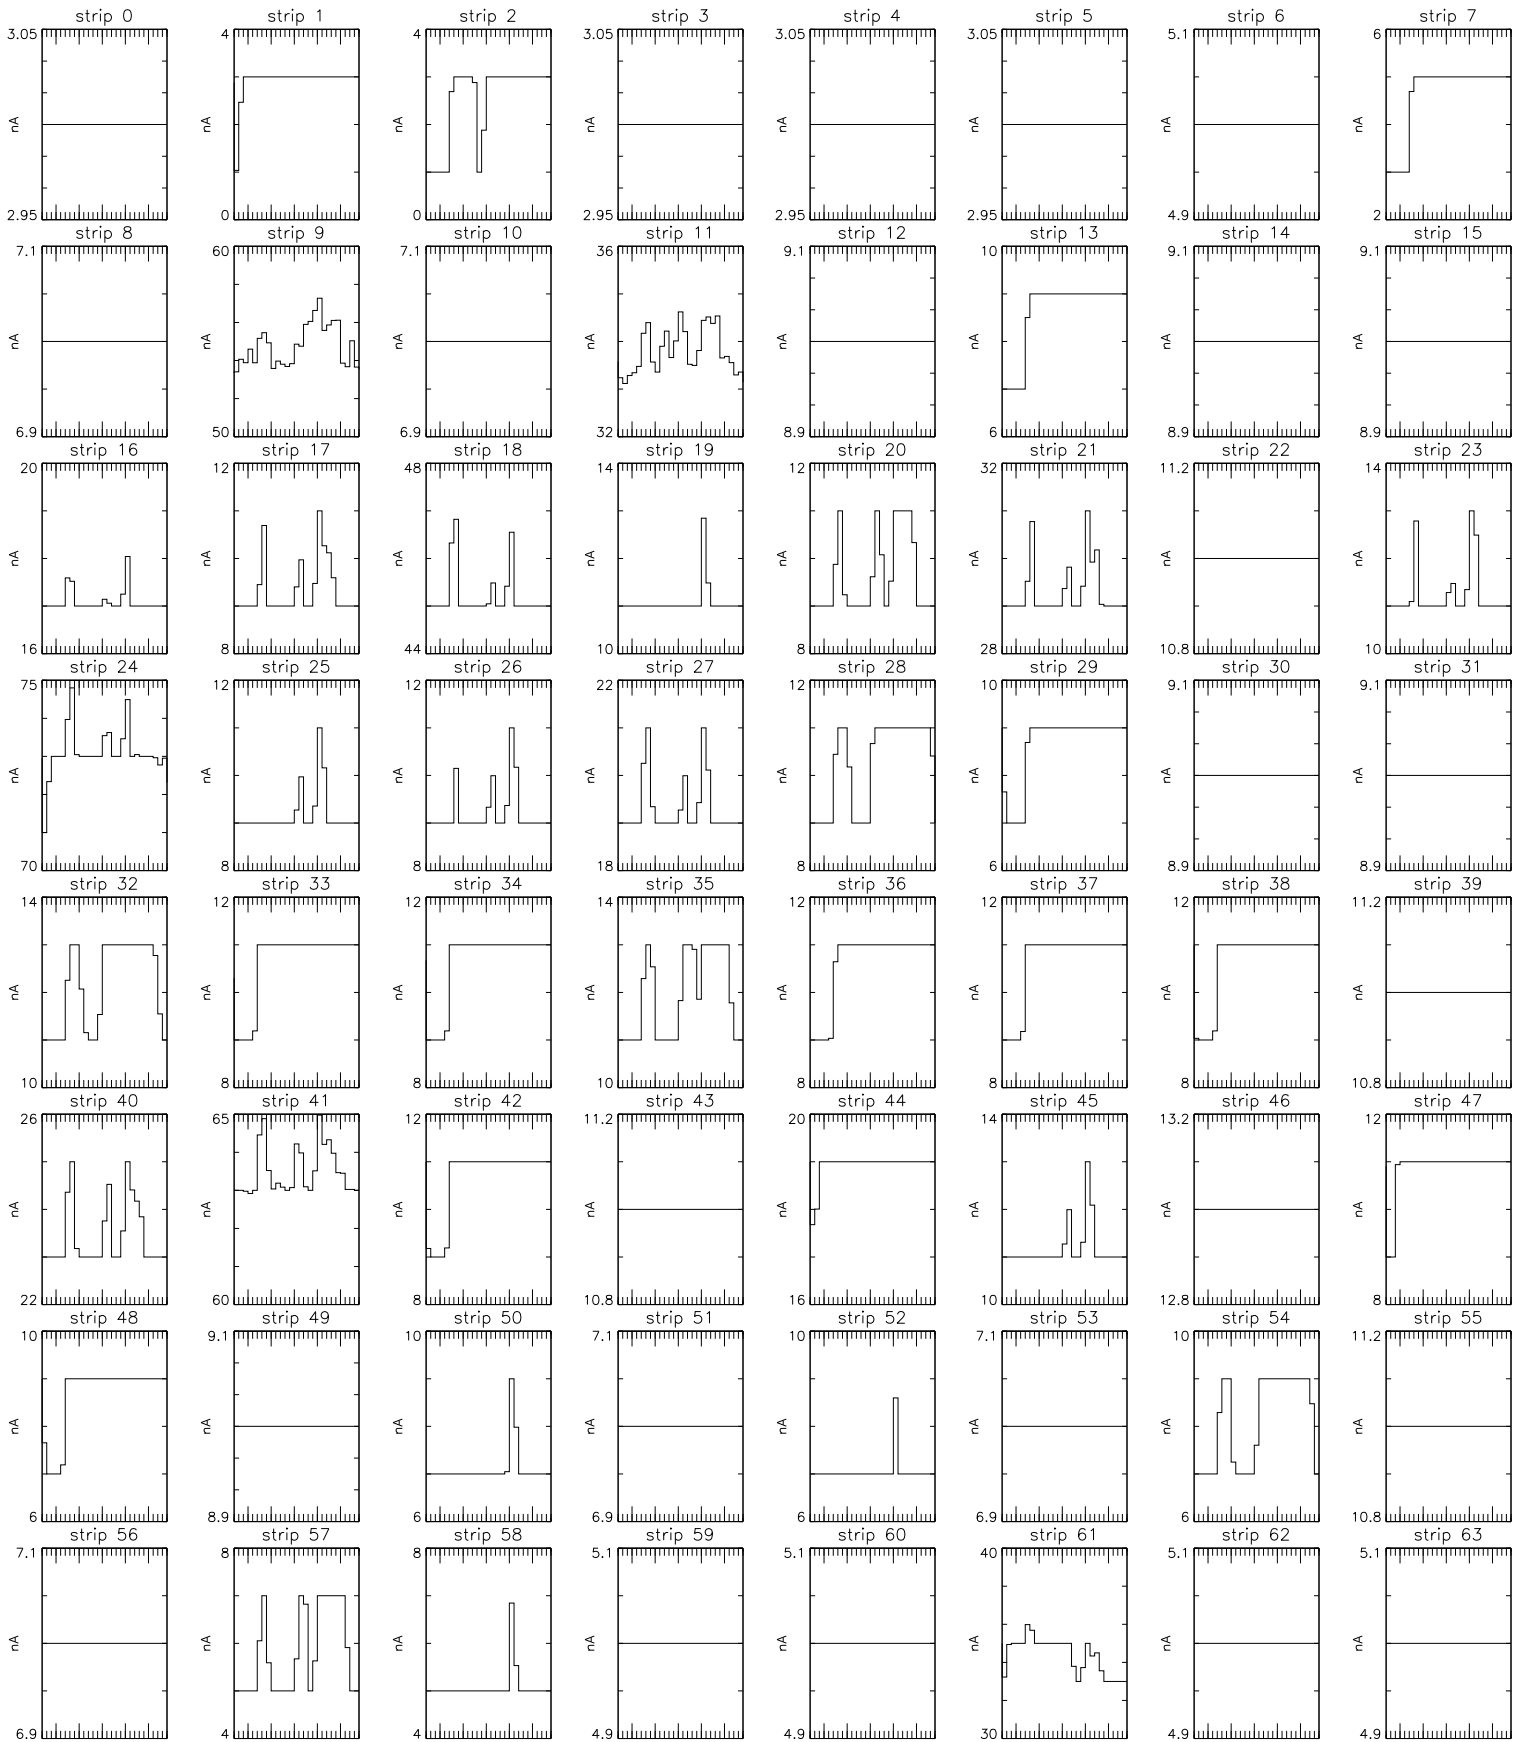 strip 0 strip 1 strip 2 strip 3 strip 4 strip 5 strip 6 strip 7
3.05 4 4 3.05 3.05 3.05 5.1 6
nA nA nA nA nA nA nA nA
2.95 0 0 2.95 2.95 2.95 4.9 2
strip 8 strip 9 strip 10 strip 11 strip 12 strip 13 strip 14 strip 15
7.1 60 7.1 36 9.1 10 9.1 9.1
nA nA nA nA nA nA nA nA
6.9 50 6.9 32 8.9 6 8.9 8.9
strip 16 strip 17 strip 18 strip 19 strip 20 strip 21 strip 22 strip 23
20 12 48 14 12 32 11.2 14
nA nA nA nA nA nA nA nA
16 8 44 10 8 28 10.8 10
strip 24 strip 25 strip 26 strip 27 strip 28 strip 29 strip 30 strip 31
75 12 12 22 12 10 9.1 9.1
nA nA nA nA nA nA nA nA
70 8 8 18 8 6 8.9 8.9
strip 32 strip 33 strip 34 strip 35 strip 36 strip 37 strip 38 strip 39
14 12 12 14 12 12 12 11.2
nA nA nA nA nA nA nA nA
10 8 8 10 8 8 8 10.8
strip 40 strip 41 strip 42 strip 43 strip 44 strip 45 strip 46 strip 47
26 65 12 11.2 20 14 13.2 12
nA nA nA nA nA nA nA nA
22 60 8 10.8 16 10 12.8 8
strip 48 strip 49 strip 50 strip 51 strip 52 strip 53 strip 54 strip 55
10 9.1 10 7.1 10 7.1 10 11.2
nA nA nA nA nA nA nA nA
6 8.9 6 6.9 6 6.9 6 10.8
strip 56 strip 57 strip 58 strip 59 strip 60 strip 61 strip 62 strip 63
7.1 8 8 5.1 5.1 40 5.1 5.1
nA nA nA nA nA nA nA nA
6.9 4 4 4.9 4.9 30 4.9 4.9